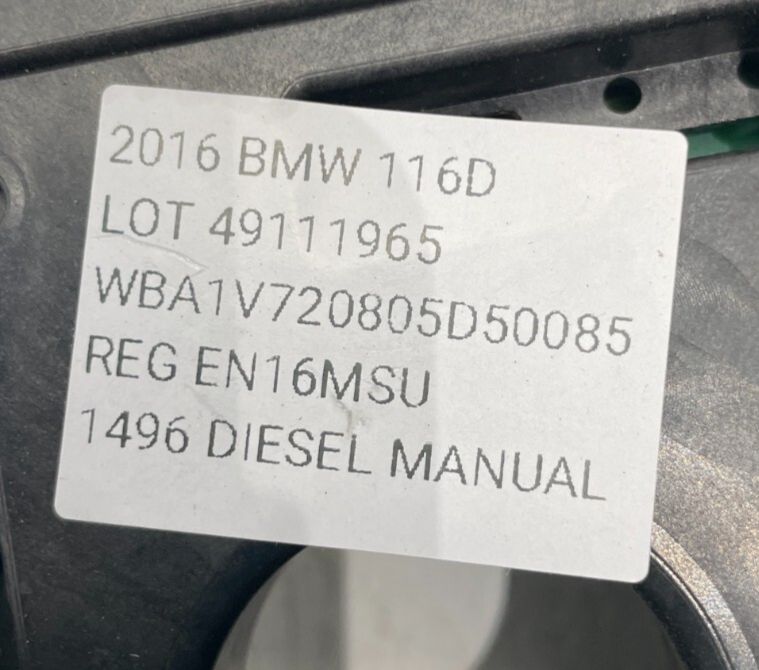 2016 BMW 116D
LOT 49111965
WBA1V720805D50085
REG EN16MSU
1496 DIESEL MANUAL